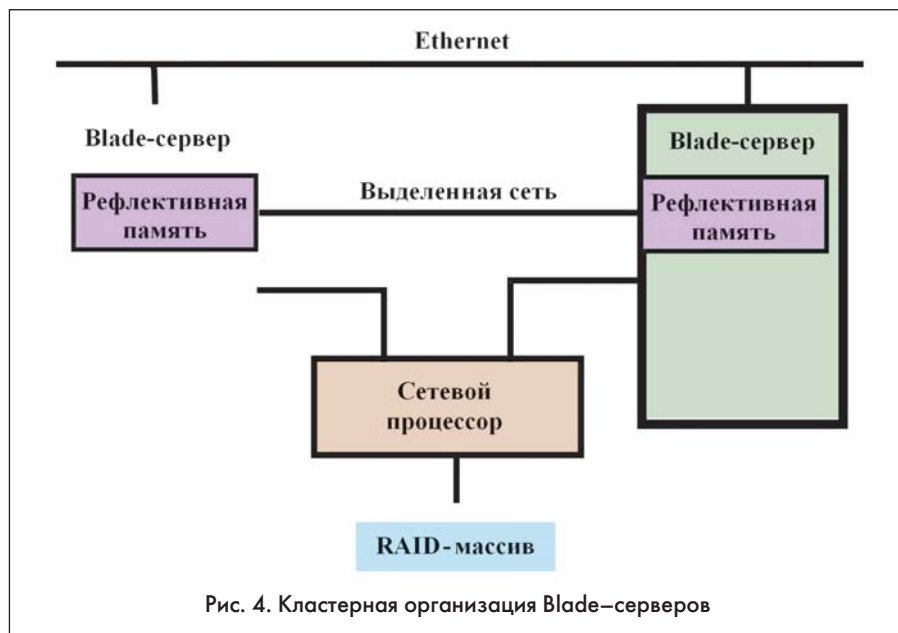 Ethernet
Blade-сервер
Blade-сервер
Рефлективная
память
Выделенная сеть
Рефлективная
память
Сетевой
процессор
RAID-массив
Рис. 4. Кластерная организация Blade–серверов